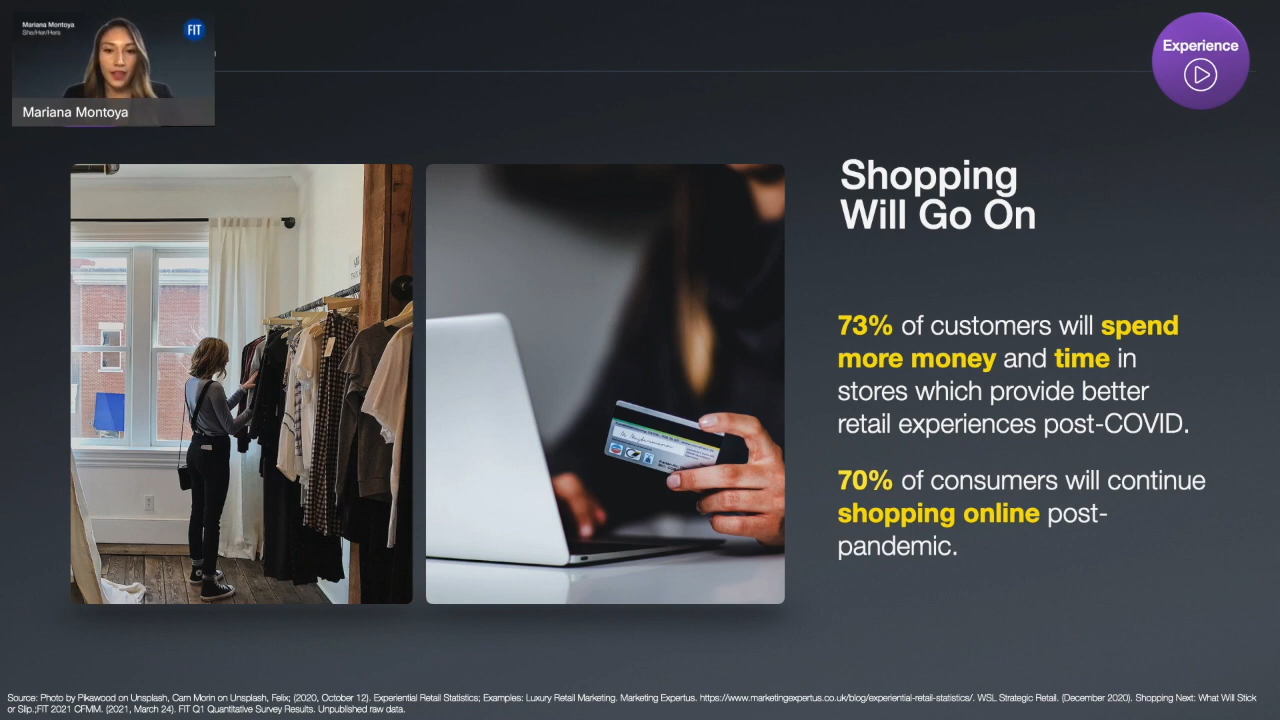 Mariana Montoya
She/Her/Hers
FIT
Mariana Montoya
Experience
Shopping
Will Go On
73% of customers will spend
more money and time in
stores which provide better
retail experiences post-COVID.
70% of consumers will continue
shopping online post-
pandemic.
Source: Photo by Pikawood on Unsplash, Cam Morin on Unsplash, Felix; (2020, October 12). Experiential Retail Statistics; Examples: Luxury Retail Marketing. Marketing Expertus. https://www.marketingexpertus.co.uk/blog/experiential-retail-statistics/. WSL Strategic Retail. (December 2020). Shopping Next: What Will Stick
or Slip.;FIT 2021 CFMM. (2021, March 24). FIT Q1 Quantitative Survey Results. Unpublished raw data.